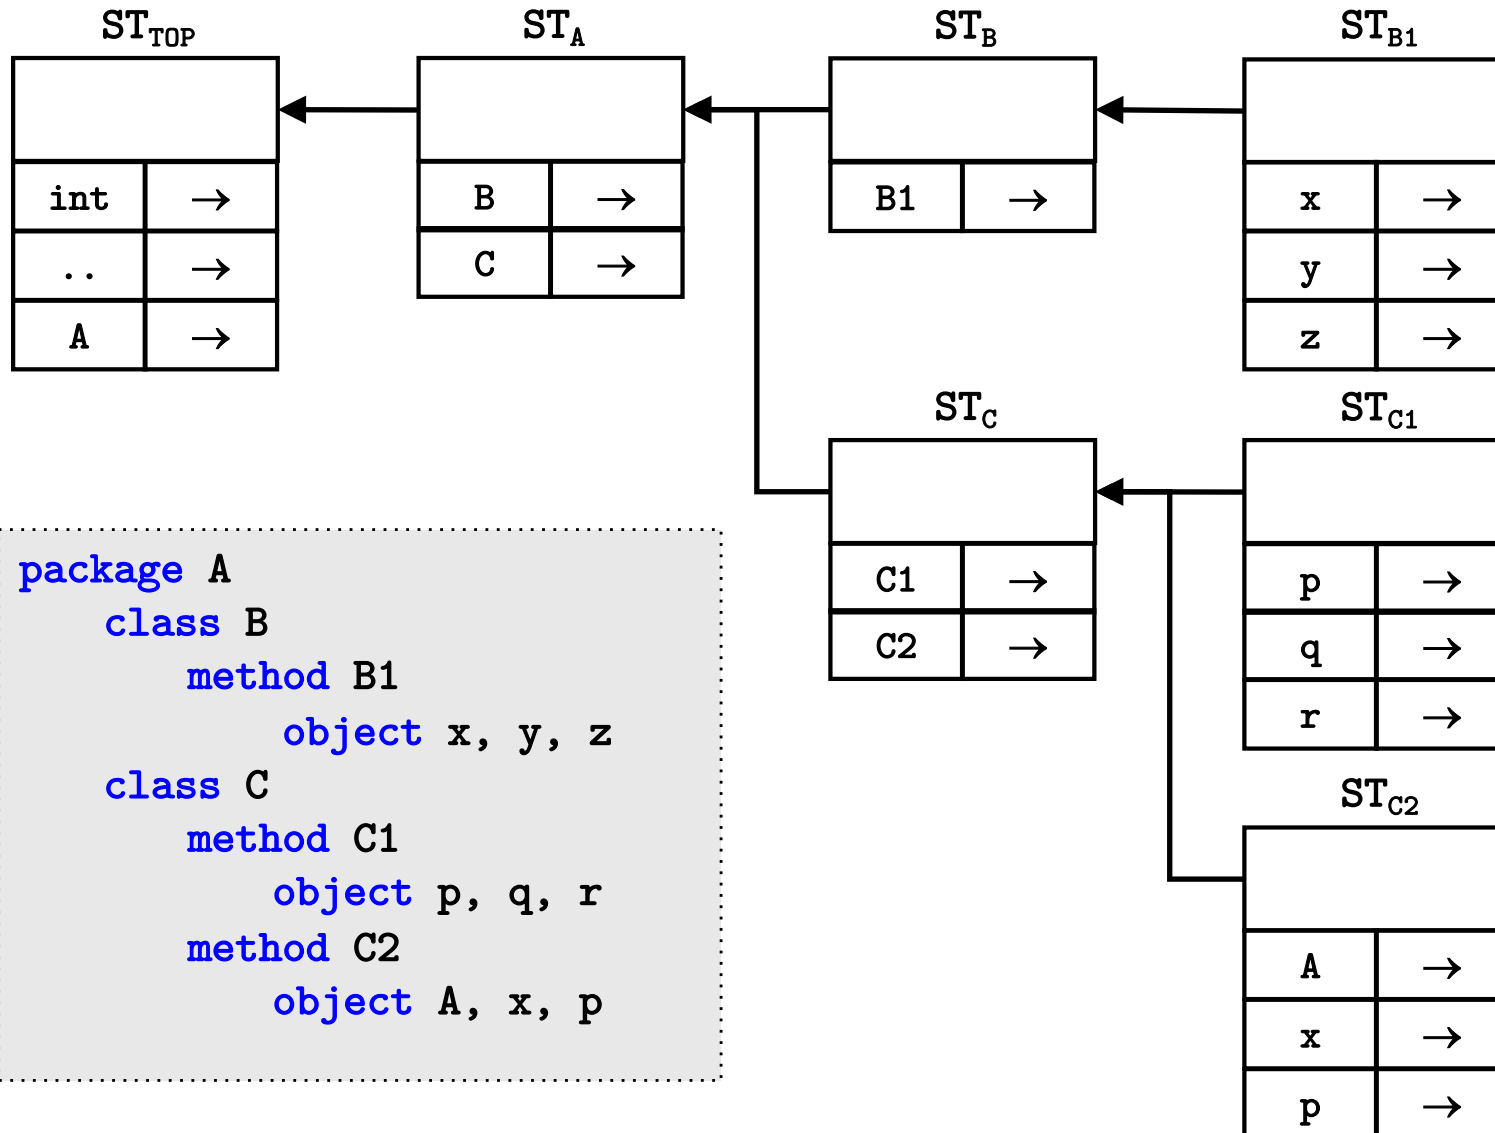 ST_TOP
int →
.. →
A →
ST_A
B →
C →
ST_B
B1 →
ST_B1
x →
y →
z →
ST_C
C1 →
C2 →
ST_C1
p →
q →
r →
ST_C2
A →
x →
p →
package A
class B
method B1
object x, y, z
class C
method C1
object p, q, r
method C2
object A, x, p